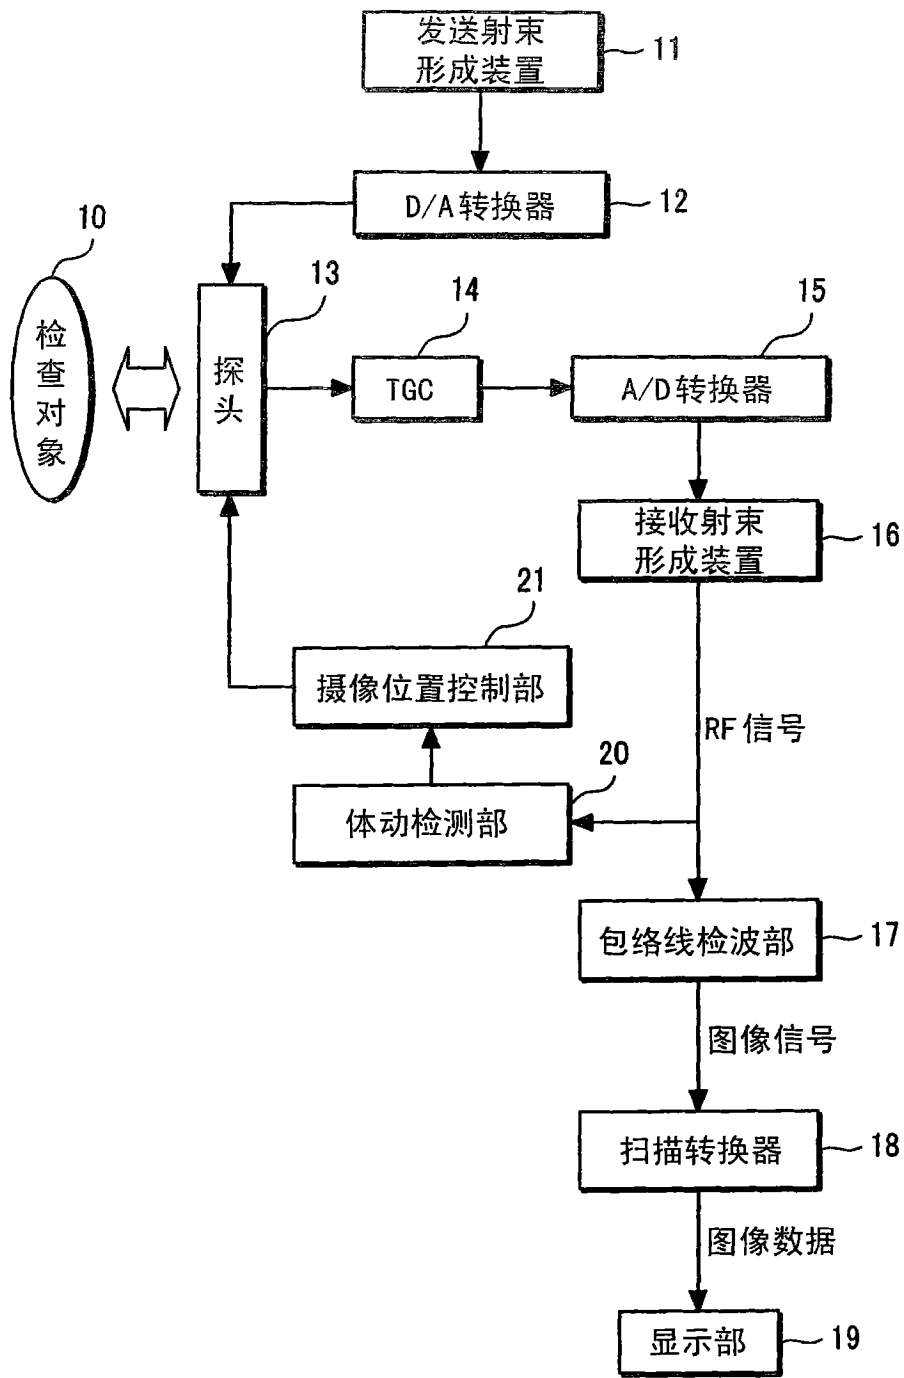 发送射束
形成装置
11
D/A转换器
12
10
检查对象
探头
13
TGC
14
A/D转换器
15
接收射束
形成装置
16
摄像位置控制部
21
RF信号
体动检测部
20
包络线检波部
17
图像信号
扫描转换器
18
图像数据
显示部
19